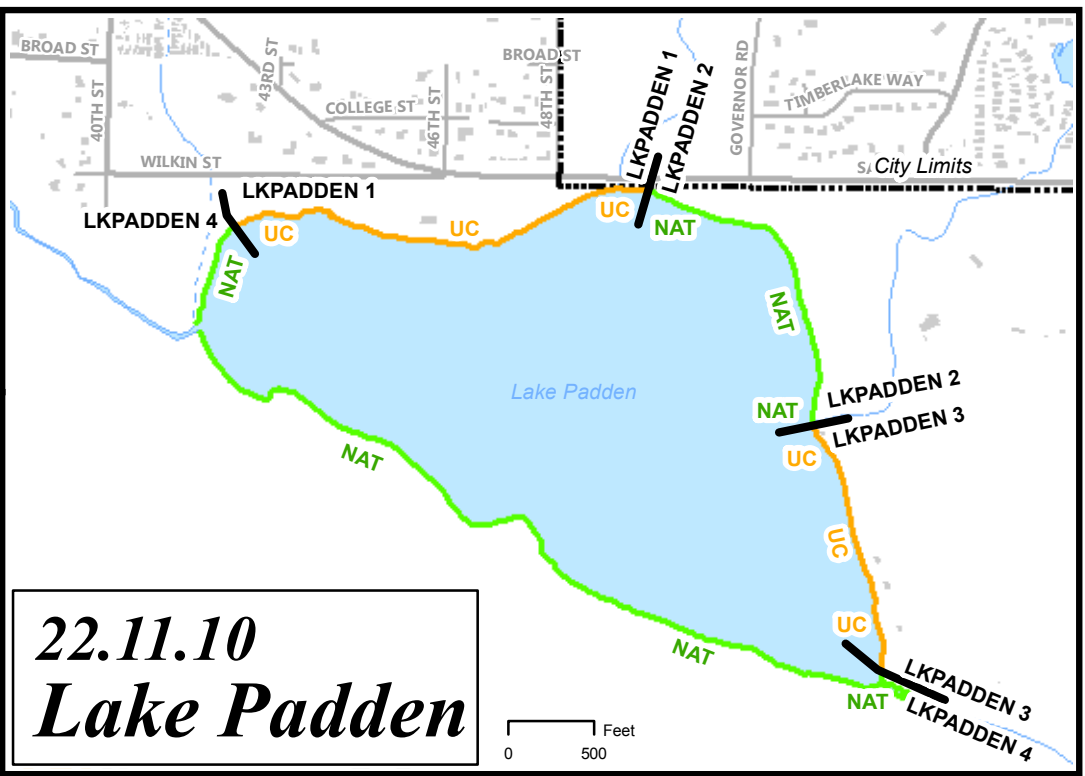 BROAD ST
40TH ST
43RD ST
COLLEGE ST
WILKIN ST
46TH ST
BROAD ST
48TH ST
LKPADDEN 1
LKPADDEN 2
GOVERNOR RD
TIMBERLAKE WAY
City Limits
LKPADDEN 1
LKPADDEN 4
UC
NAT
UC
UC
NAT
NAT
Lake Padden
NAT
LKPADDEN 2
LKPADDEN 3
UC
NAT
UC
UC
NAT
NAT
LKPADDEN 3
LKPADDEN 4
22.11.10
Lake Padden
Feet
0 500